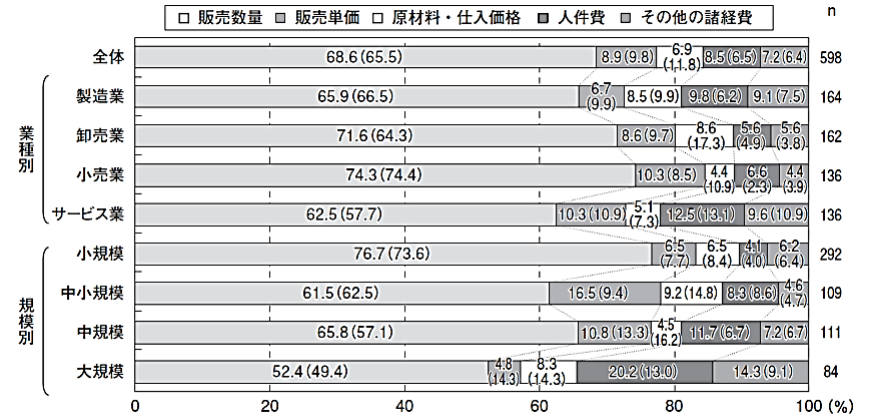 □ 販売数量 ■ 販売単価 □ 原材料・仕入価格 ■ 人件費 ■ その他の諸経費 n
全体 68.6(65.5) 8.9(9.8) 6.9(11.8) 8.5(6.5) 7.2(6.4) 598
業種別
製造業 65.9(66.5) 6.7(9.9) 8.5(9.9) 9.8(6.2) 9.1(7.5) 164
卸売業 71.6(64.3) 8.6(9.7) 8.6(17.3) 5.6(4.9) 5.6(3.8) 162
小売業 74.3(74.4) 10.3(8.5) 4.4(10.9) 6.6(2.3) 4.4(3.9) 136
サービス業 62.5(57.7) 10.3(10.9) 5.1(7.3) 12.5(13.1) 9.6(10.9) 136
規模別
小規模 76.7(73.6) 6.5(7.7) 6.5(8.4) 4.1(4.0) 6.2(6.4) 292
中小規模 61.5(62.5) 16.5(9.4) 9.2(14.8) 8.3(8.6) 4.6(4.7) 109
中規模 65.8(57.1) 10.8(13.3) 4.5(16.2) 11.7(6.7) 7.2(6.7) 111
大規模 52.4(49.4) 4.8(14.3) 8.3(14.3) 20.2(13.0) 14.3(9.1) 84
0 20 40 60 80 100 (%)